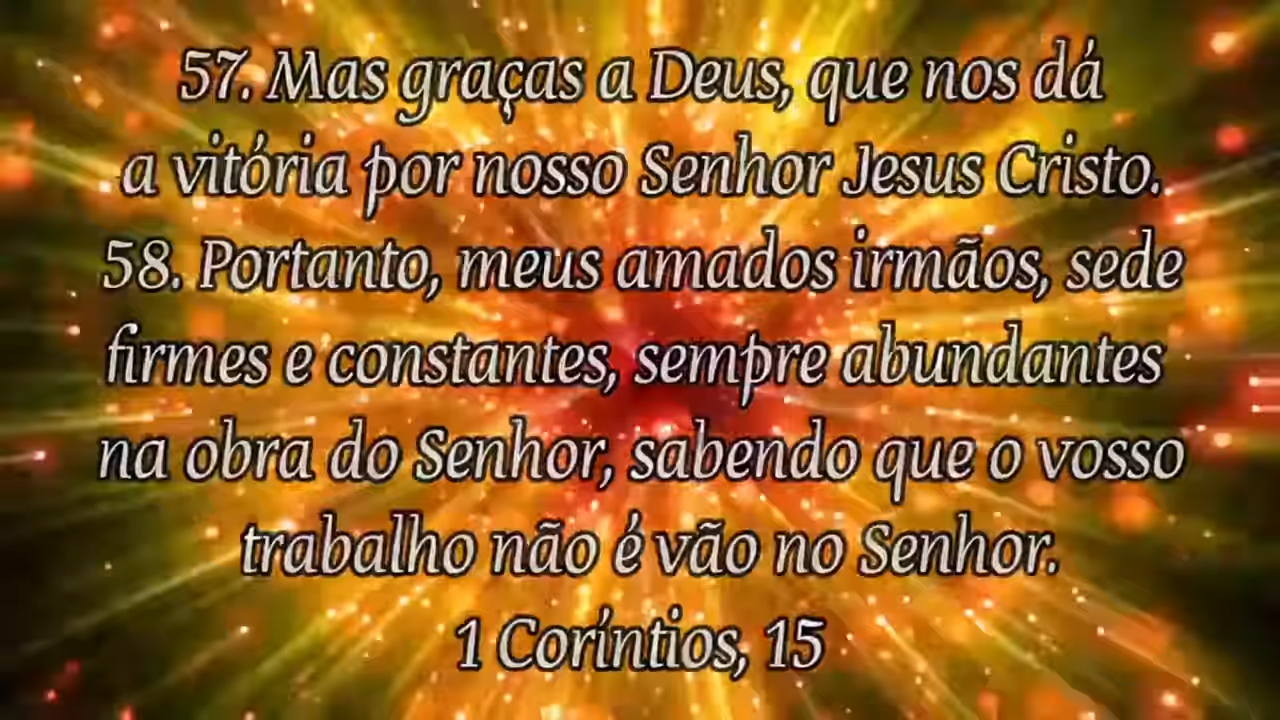 57. Mas graças a Deus, que nos dá
a vitória por nosso Senhor Jesus Cristo.
58. Portanto, meus amados irmãos, sede
firmes e constantes, sempre abundantes
na obra do Senhor, sabendo que o vosso
trabalho não é vão no Senhor.
1 Coríntios, 15